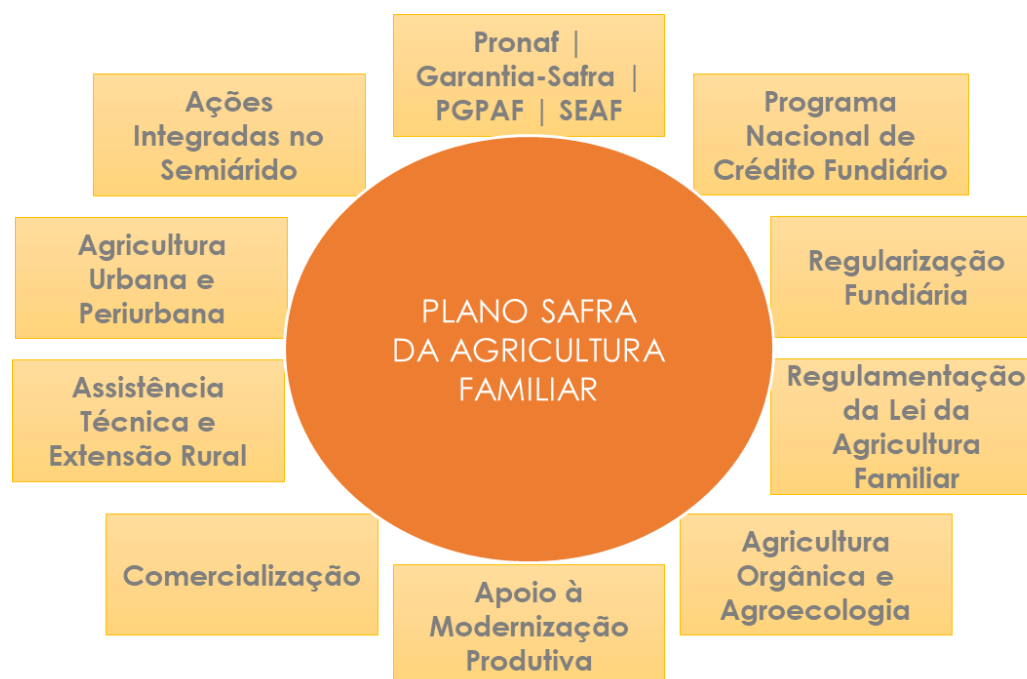 Pronaf |
Garantia-Safra |
PGPAF | SEAF
Programa
Nacional de
Crédito Fundiário
Regularização
Fundiária
Regulamentação
da Lei da
Agricultura
Familiar
Agricultura
Orgânica e
Agroecologia
Apoio à
Modernização
Produtiva
Comercialização
Assistência
Técnica e
Extensão Rural
Agricultura
Urbana e
Periurbana
Ações
Integradas no
Semiárido
PLANO SAFRA
DA AGRICULTURA
FAMILIAR